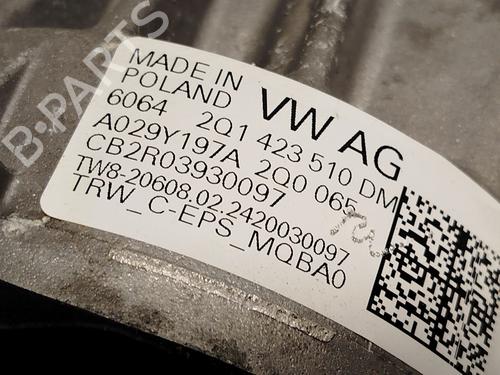 MADE IN
POLAND
VW AG
6064 2Q1 423 510 DM
A029Y197A 2Q0 065
CB2R03930097
TW8-20608.02.2420030097
TRW_C-EPS_MQBA0
B-PARTS